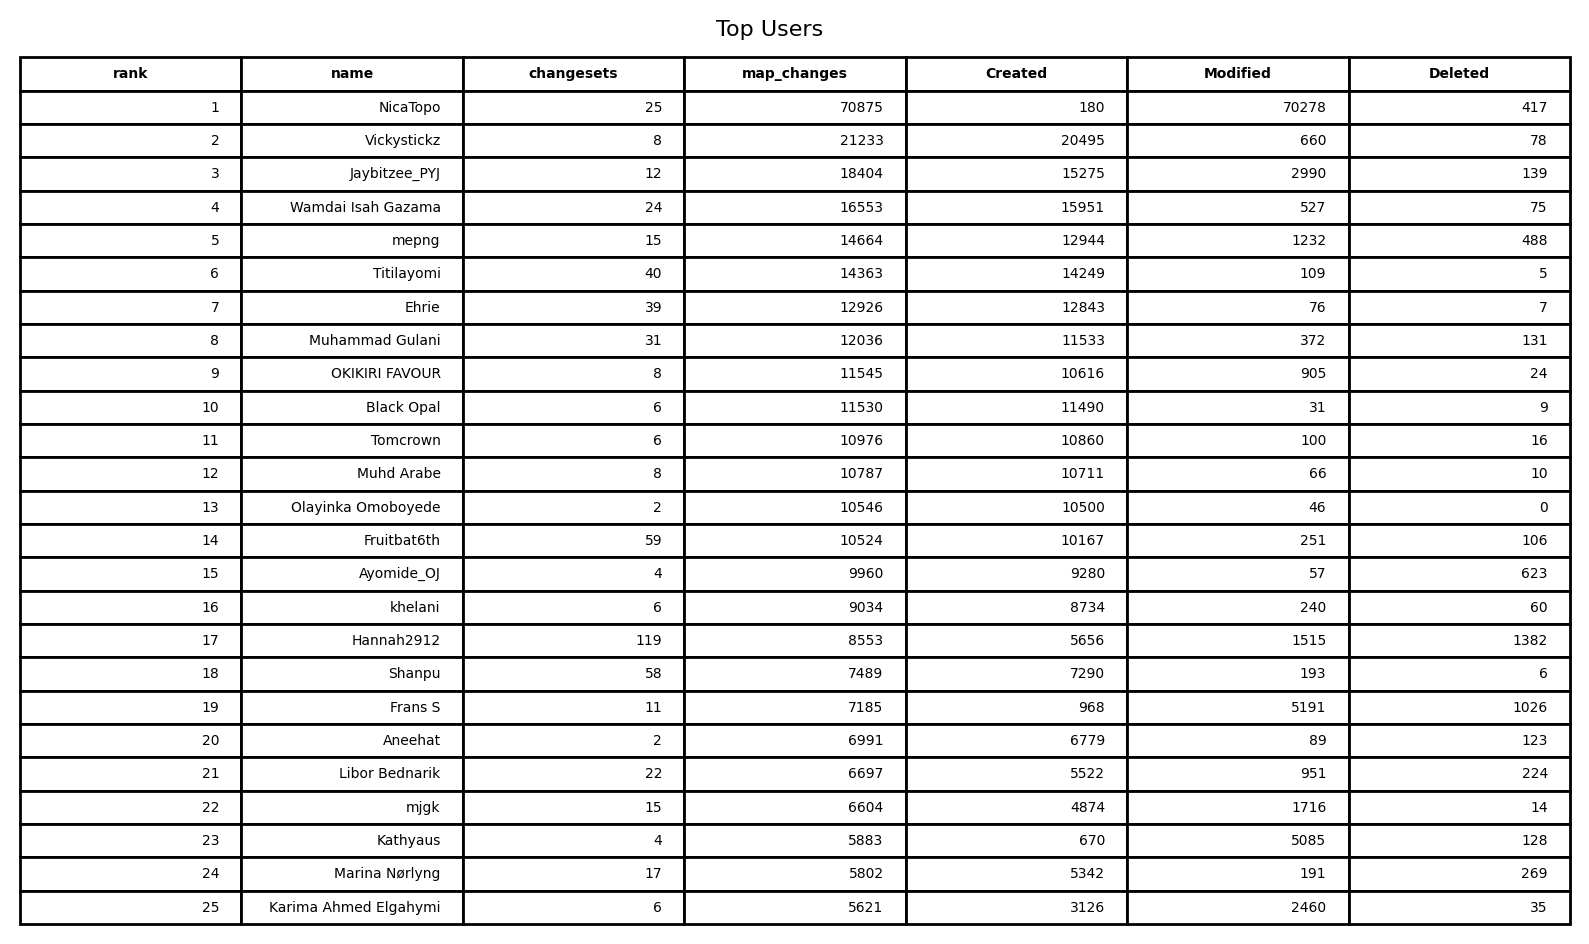 Top Users
rank name changesets map_changes Created Modified Deleted
1 NicaTopo 25 70875 180 70278 417
2 Vickystickz 8 21233 20495 660 78
3 Jaybitzee_PYJ 12 18404 15275 2990 139
4 Wamdai Isah Gazama 24 16553 15951 527 75
5 mepng 15 14664 12944 1232 488
6 Titilayomi 40 14363 14249 109 5
7 Ehrie 39 12926 12843 76 7
8 Muhammad Gulani 31 12036 11533 372 131
9 OKIKIRI FAVOUR 8 11545 10616 905 24
10 Black Opal 6 11530 11490 31 9
11 Tomcrown 6 10976 10860 100 16
12 Muhd Arabe 8 10787 10711 66 10
13 Olayinka Omoboyede 2 10546 10500 46 0
14 Fruitbat6th 59 10524 10167 251 106
15 Ayomide_OJ 4 9960 9280 57 623
16 khelani 6 9034 8734 240 60
17 Hannah2912 119 8553 5656 1515 1382
18 Shanpu 58 7489 7290 193 6
19 Frans S 11 7185 968 5191 1026
20 Aneehat 2 6991 6779 89 123
21 Libor Bednarik 22 6697 5522 951 224
22 mjgk 15 6604 4874 1716 14
23 Kathyaus 4 5883 670 5085 128
24 Marina Nørlyng 17 5802 5342 191 269
25 Karima Ahmed Elgahymi 6 5621 3126 2460 35